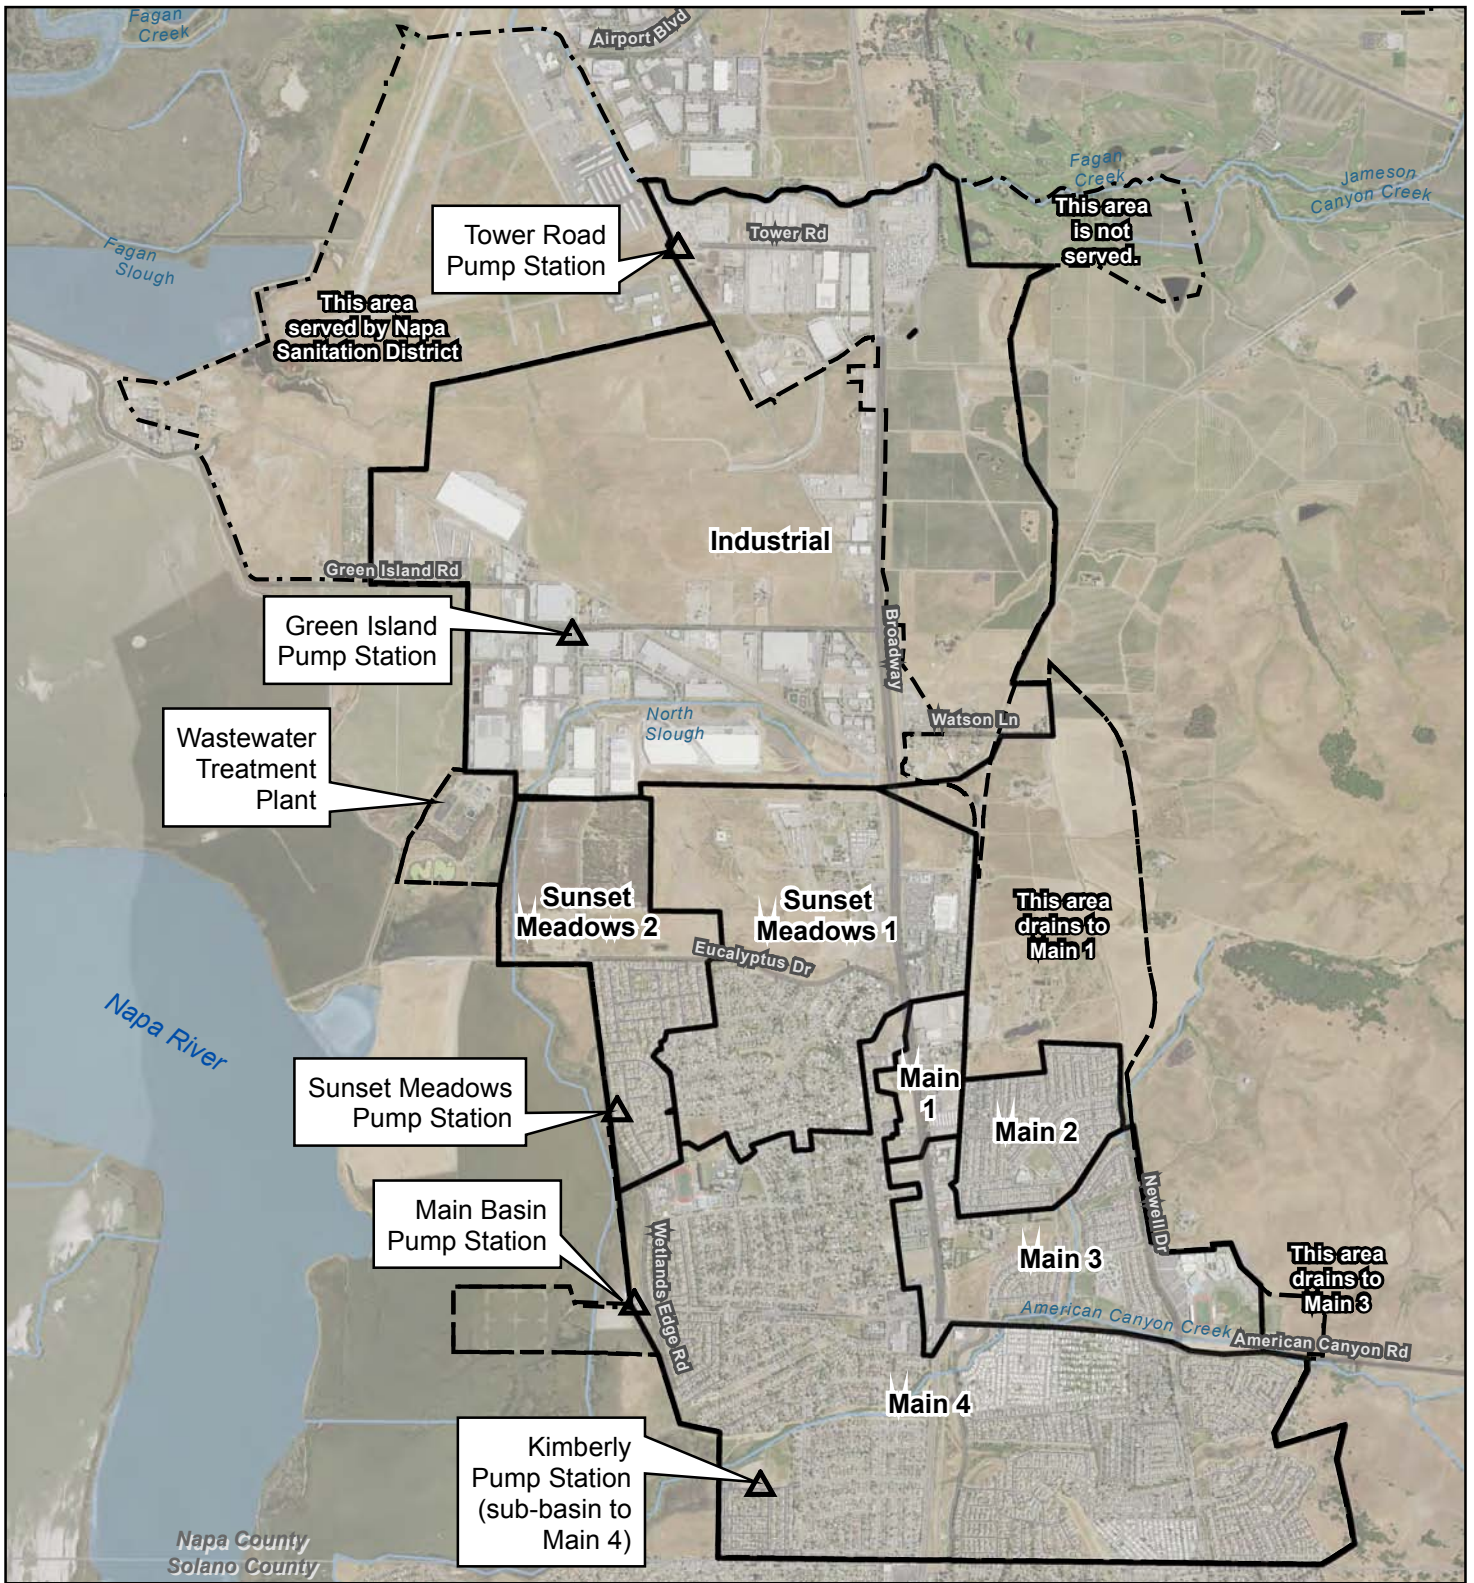 Fagan
Creek
Airport Blvd
Fagan
Creek
Jameson
Canyon Creek
This area
is not
served.
Tower Road
Pump Station
Tower Rd
Fagan
Slough
This area
served by Napa
Sanitation District
Industrial
Green Island Rd
Green Island
Pump Station
Broadway
North
Slough
Watson Ln
Wastewater
Treatment
Plant
Sunset
Meadows 2
Sunset
Meadows 1
This area
drains to
Main 1
Eucalyptus Dr
Napa River
Sunset Meadows
Pump Station
Main
1
Main 2
Main Basin
Pump Station
Newell Dr
Wetlands Edge Rd
Main 3
This area
drains to
Main 3
American Canyon Creek
American Canyon Rd
Main 4
Kimberly
Pump Station
(sub-basin to
Main 4)
Napa County
Solano County